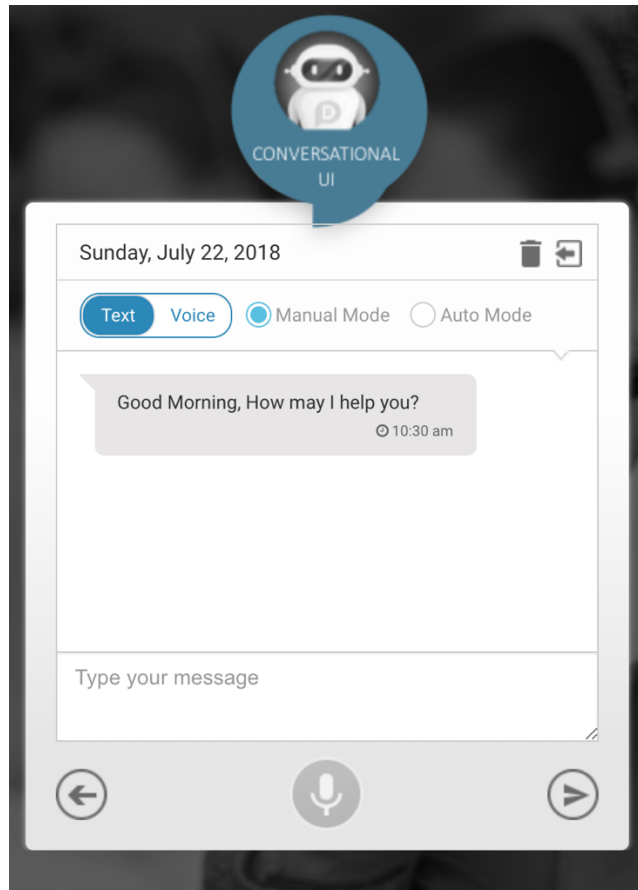 CONVERSATIONAL
UI
Sunday, July 22, 2018
Text Voice Manual Mode Auto Mode
Good Morning, How may I help you?
10:30 am
Type your message